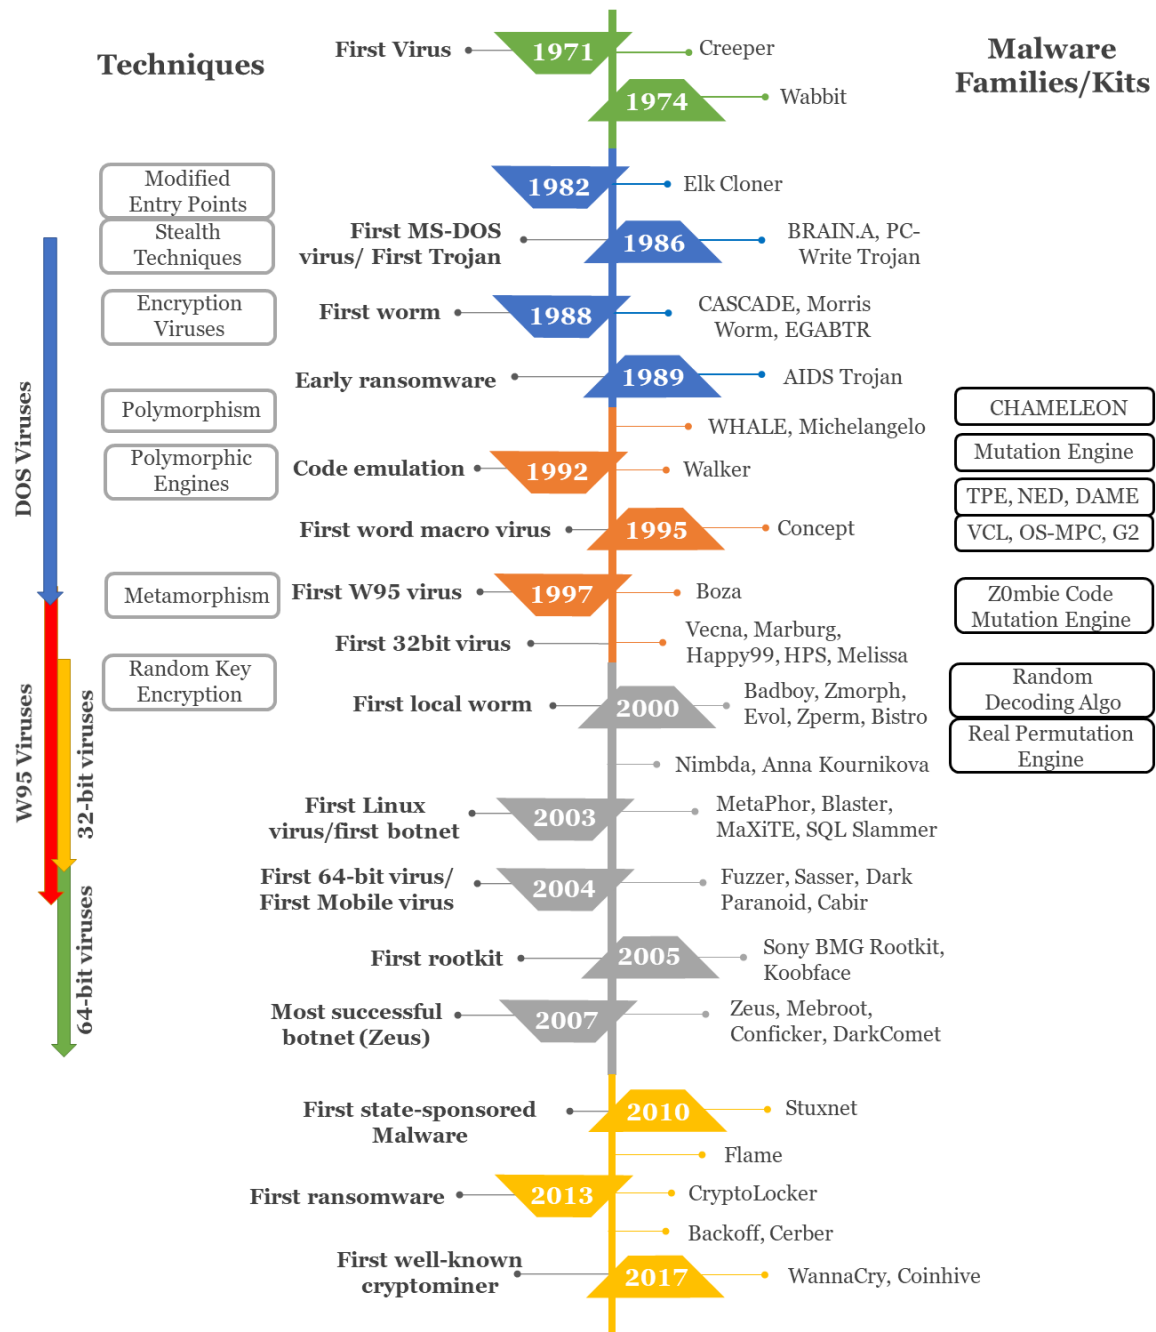 Techniques
Malware
Families/Kits
First Virus
1971
Creeper
1974
Wabbit
Modified
Entry Points
1982
Elk Cloner
Stealth
Techniques
First MS-DOS
virus/ First Trojan
1986
BRAIN.A, PC-
Write Trojan
Encryption
Viruses
First worm
1988
CASCADE, Morris
Worm, EGABTR
Early ransomware
1989
AIDS Trojan
Polymorphism
WHALE, Michelangelo
CHAMELEON
Polymorphic
Engines
Code emulation
1992
Walker
Mutation Engine
TPE, NED, DAME
First word macro virus
1995
Concept
VCL, OS-MPC, G2
Metamorphism
First W95 virus
1997
Boza
Z0mbie Code
Mutation Engine
First 32bit virus
Vecna, Marburg,
Happy99, HPS, Melissa
Random Key
Encryption
First local worm
2000
Badboy, Zmorph,
Evol, Zperm, Bistro
Random
Decoding Algo
Real Permutation
Engine
Nimbda, Anna Kournikova
First Linux
virus/first botnet
2003
MetaPhor, Blaster,
MaXiTE, SQL Slammer
First 64-bit virus/
First Mobile virus
2004
Fuzzer, Sasser, Dark
Paranoid, Cabir
First rootkit
2005
Sony BMG Rootkit,
Koobface
Most successful
botnet (Zeus)
2007
Zeus, Mebroot,
Conficker, DarkComet
First state-sponsored
Malware
2010
Stuxnet
Flame
First ransomware
2013
CryptoLocker
Backoff, Cerber
First well-known
cryptominer
2017
WannaCry, Coinhive
DOS Viruses
W95 Viruses
32-bit viruses
64-bit viruses